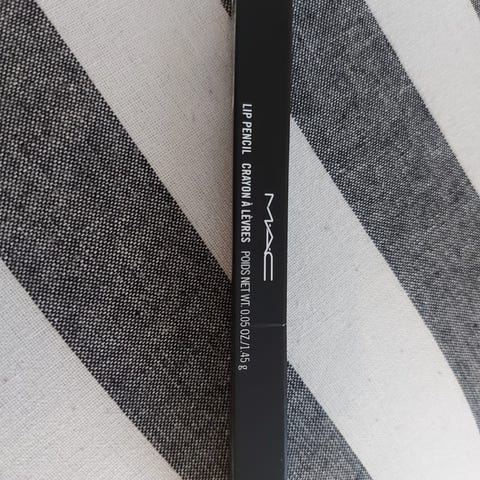 MAC
LIP PENCIL CRAYON À LÈVRES POIDS NET WT. 0.05 OZ/1.45 g